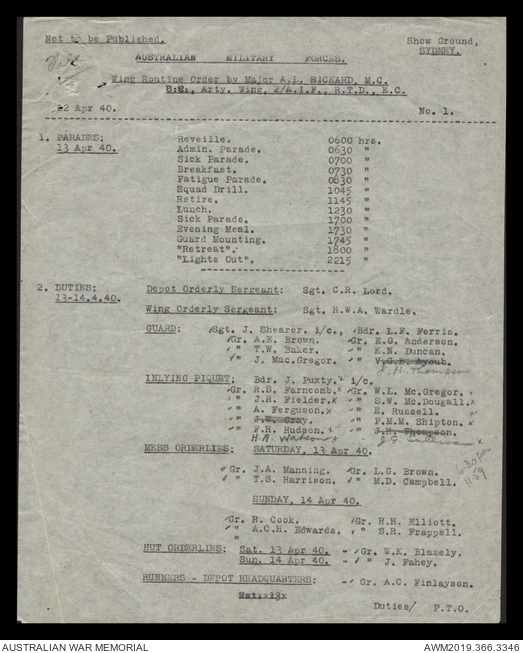 Not to be Published.
Show Ground,
SYDNEY.
AUSTRALIAN MILITARY FORCES.
Wing Routine Order by Major A.L. RICKARD, M.C.
Arty. Wing, 2/A.I.F., R.T.D., E.C.
12 Apr 40. No. 1.
1. PARADES: Reveille. 0600 hrs.
13 Apr 40. Admin. Parade. 0630 "
Sick Parade. 0700 "
Breakfast. 0730 "
Fatigue Parade. 0830 "
Squad Drill. 1045 "
Retire. 1145 "
Lunch. 1230 "
Sick Parade. 1700 "
Evening Meal. 1730 "
Guard Mounting. 1745 "
"Retreat". 1800 "
"Lights Out". 2215 "
2. DUTIES: Depot Orderly Sergeant: Sgt. C.R. Lord.
13-14.4.40.
Wing Orderly Sergeant: Sgt. H.W.A. Wardle.
GUARD: Sgt. J. Shearer. i/c., Bdr. L.F. Ferris.
Gr. A.E. Brown. Gr. E.G. Anderson.
" T.W. Baker. " K.N. Duncan.
" J. Mac.Gregor. " V.G.B. Ayoub.
J. H. Thompson
INLYING PIQUET: Bdr. J. Puxty. i/c.
Gr. R.S. Farncomb. x Gr. W.L. Mc.Gregor. x
" J.R. Fielder. x " S.W. Mc.Dougall. x
" A. Ferguson. x " E. Russell. x
" J.W. Gray. " P.M.M. Shipton. x
" F.H. Hudson. x " J.H. Thompson.
H.A. Watson x J.G. Sullivan x
MESS ORDERLIES: SATURDAY, 13 Apr 40.
Gr. J.A. Manning. Gr. L.G. Brown.
" T.S. Harrison. " M.D. Campbell.
SUNDAY, 14 Apr 40.
Gr. R. Cook. Gr. R.H. Elliott.
" A.C.H. Edwards. " S.R. Frappell.
HUT ORDERLIES: Sat. 13 Apr 40. - Gr. W.K. Blazely.
Sun. 14 Apr 40. - " J. Fahey.
RUNNERS - DEPOT HEADQUARTERS: - Gr. A.C. Finlayson.
Duties/ P.T.O.
AUSTRALIAN WAR MEMORIAL AWM2019.366.3346